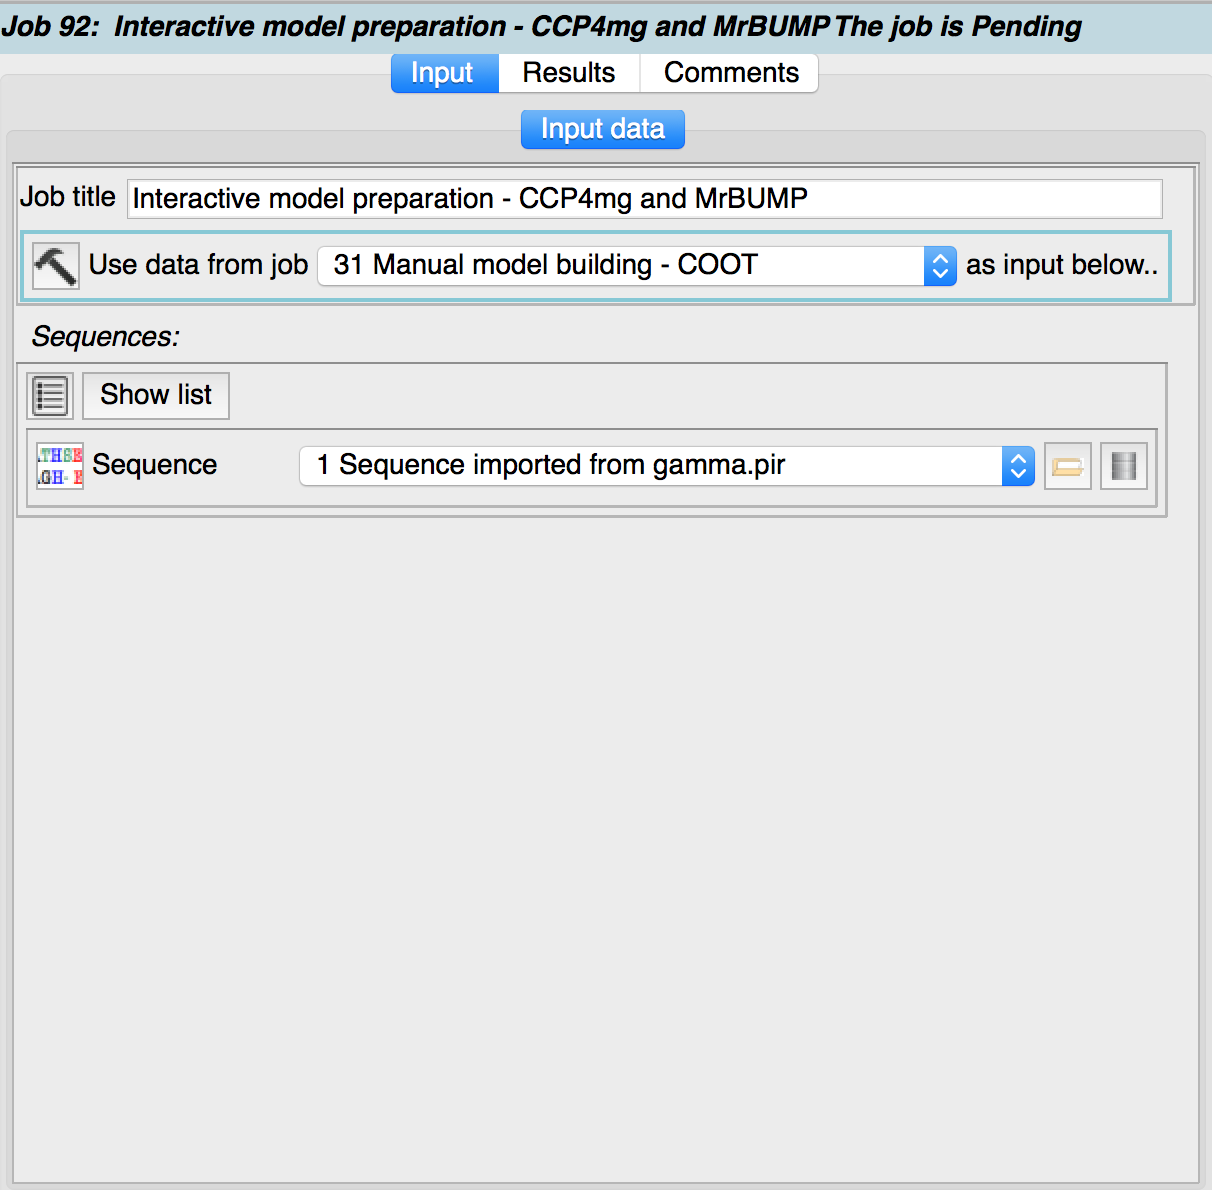 Job 92: Interactive model preparation - CCP4mg and MrBUMP The job is Pending
Input Results Comments
Input data
Job title Interactive model preparation - CCP4mg and MrBUMP
Use data from job 31 Manual model building - COOT as input below..
Sequences:
Show list
Sequence 1 Sequence imported from gamma.pir